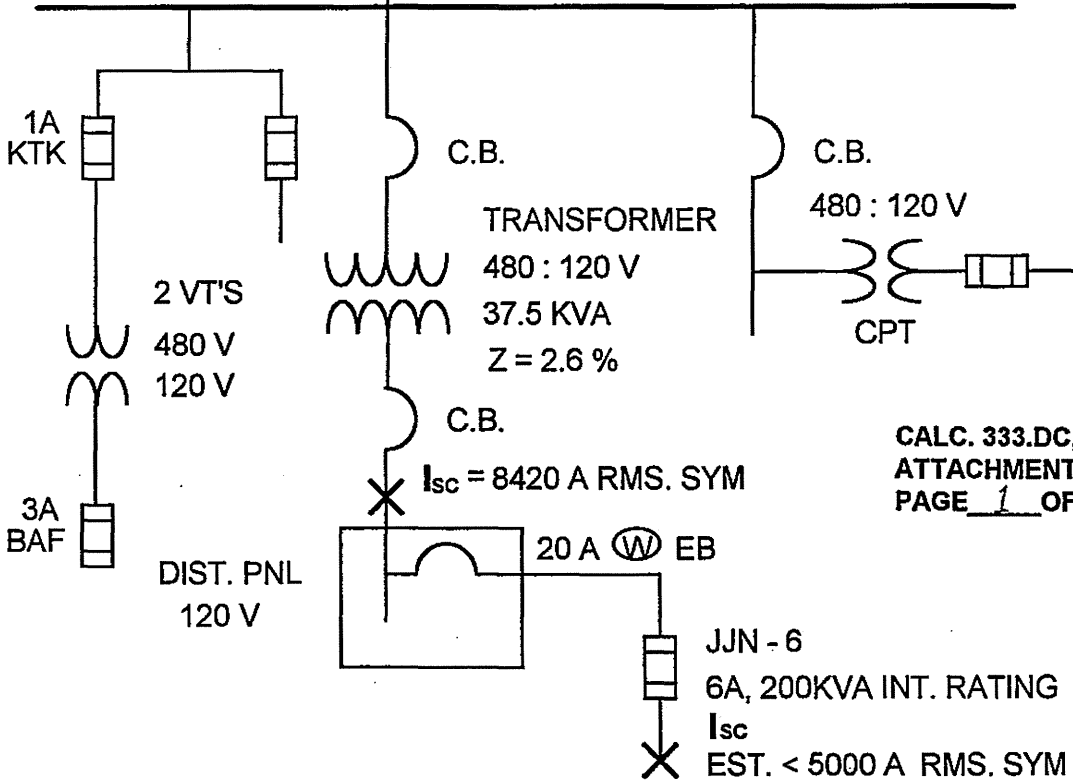 1A
KTK
C.B.
C.B.
480 : 120 V
TRANSFORMER
480 : 120 V
37.5 KVA
Z = 2.6 %
2 VT'S
480 V
120 V
CPT
C.B.
CALC. 333.DC,
ATTACHMENT
PAGE 1 OF
Isc = 8420 A RMS. SYM
3A
BAF
20 A W EB
DIST. PNL
120 V
JJN - 6
6A, 200KVA INT. RATING
Isc
EST. < 5000 A RMS. SYM